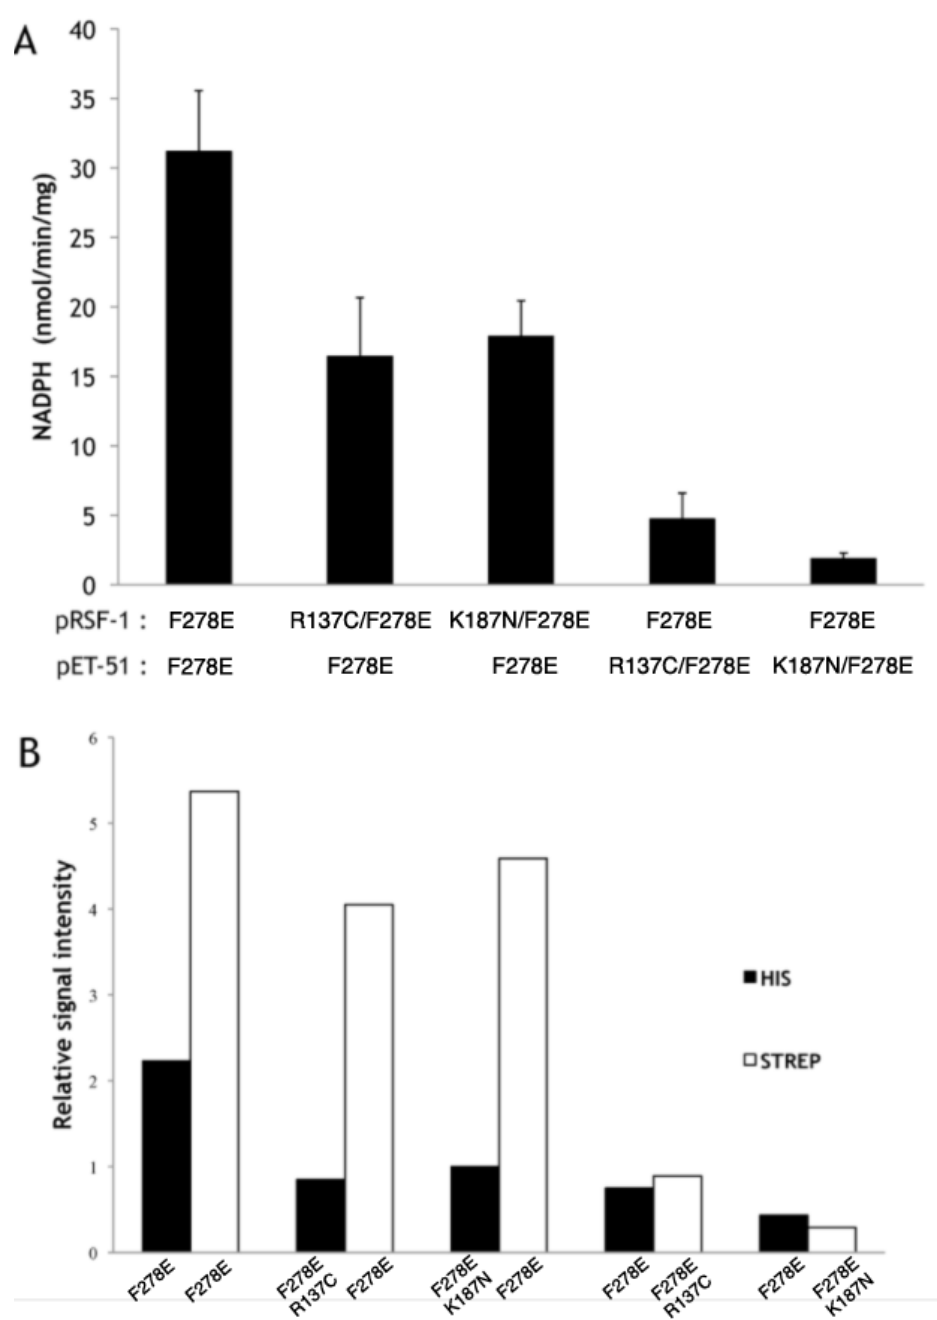 A
NADPH (nmol/min/mg)
40
35
30
25
20
15
10
5
0
pRSF-1 : F278E R137C/F278E K187N/F278E F278E F278E
pET-51 : F278E F278E F278E R137C/F278E K187N/F278E
B
Relative signal intensity
6
5
4
3
2
1
0
HIS
STREP
F278E F278E F278E R137C F278E F278E K187N F278E F278E F278E R137C F278E F278E K187N